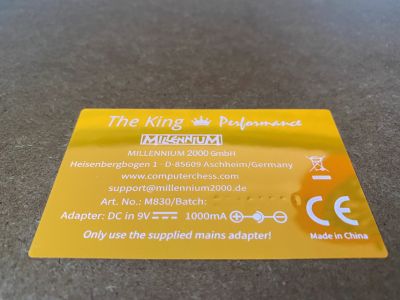 The King Performance
MILLENNIUM
MILLENNIUM 2000 GmbH
Heisenbergbogen 1 · D-85609 Aschheim/Germany
www.computerchess.com
support@millennium2000.de
Art. No.: M830/Batch:
Adapter: DC in 9V 1000mA
CE
Only use the supplied mains adapter!
Made in China